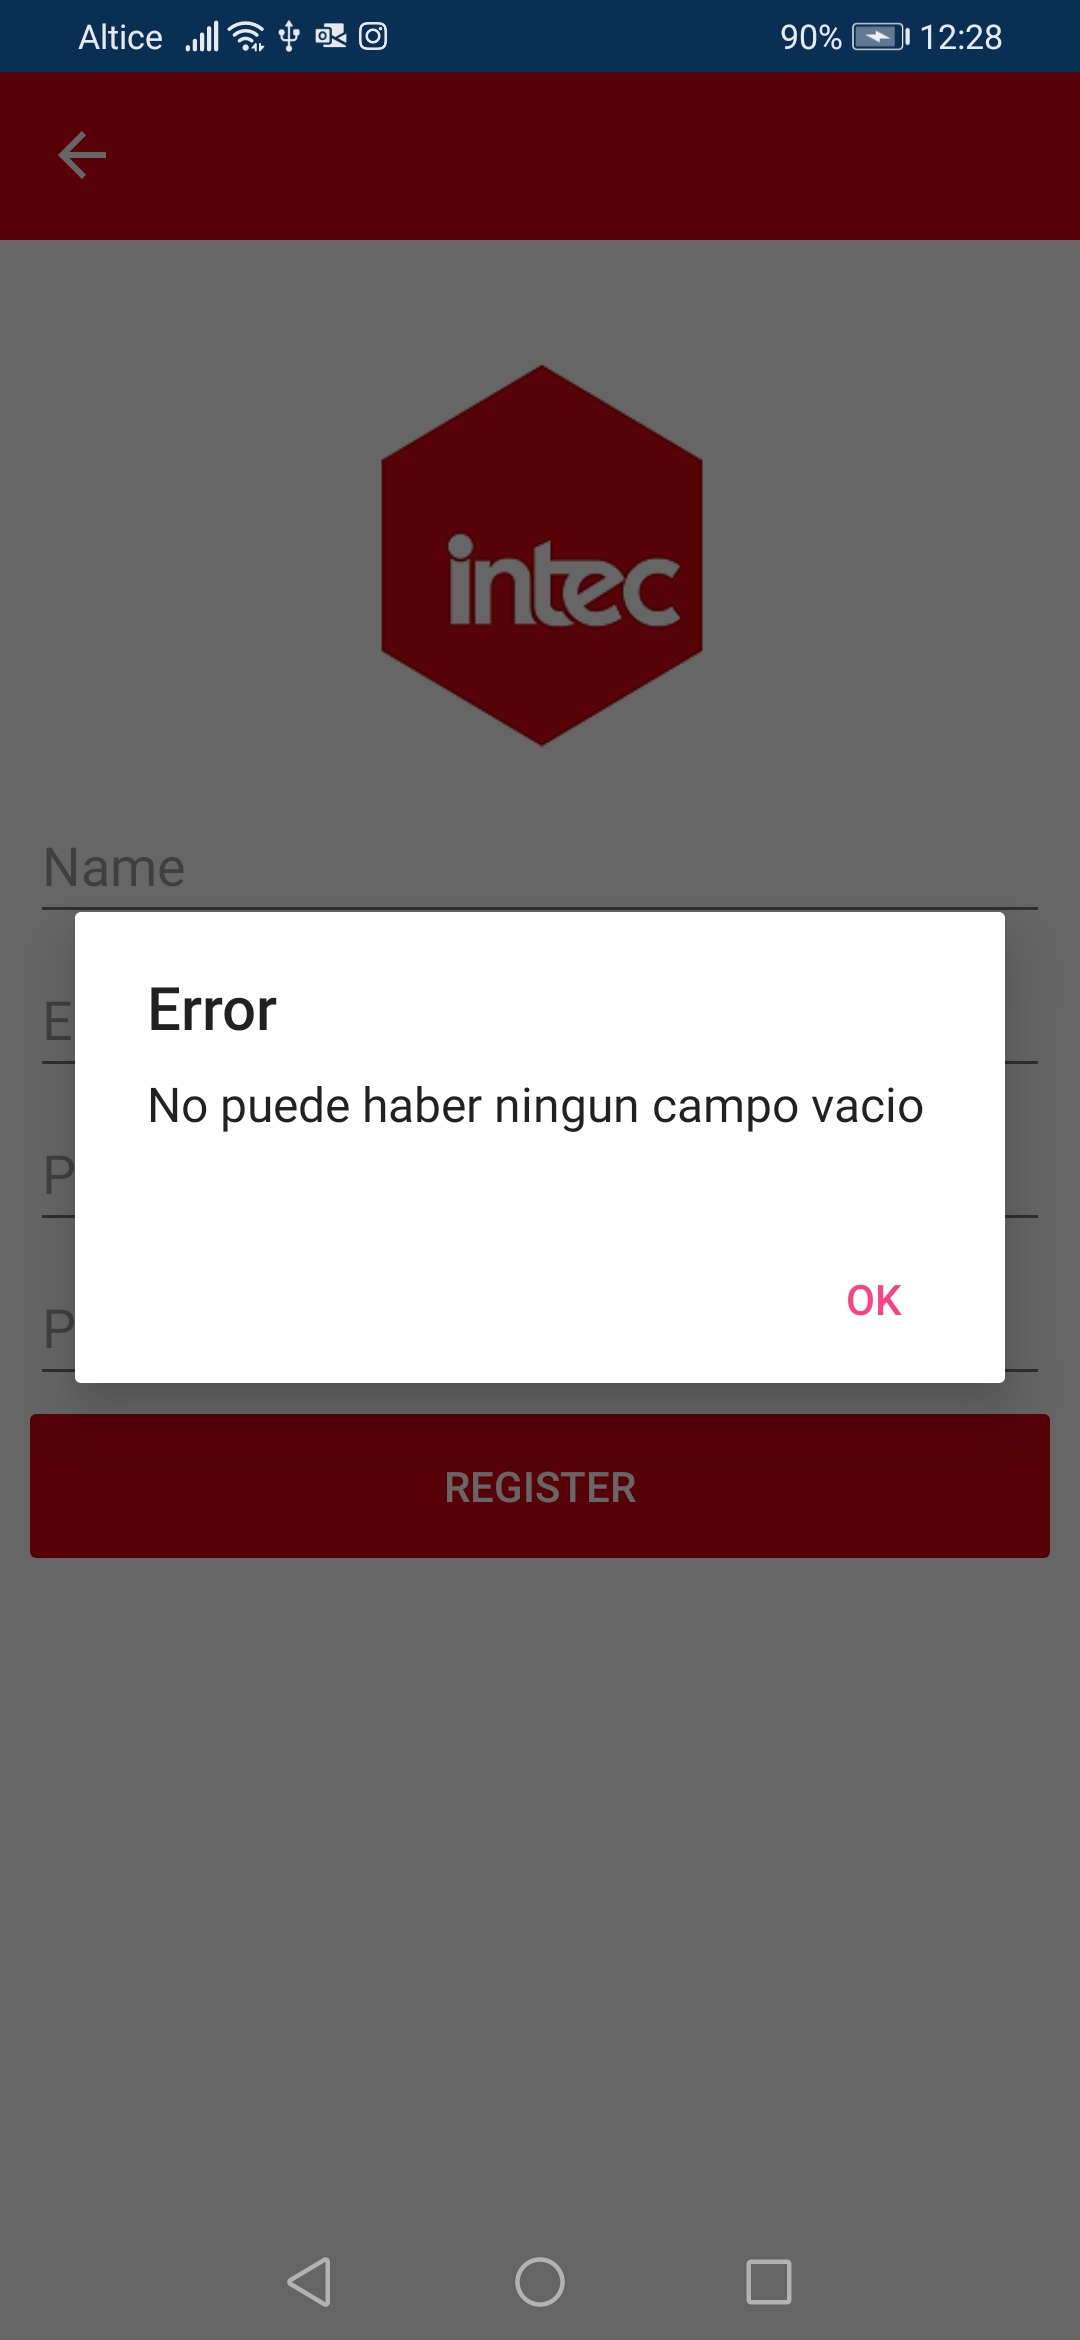 Altice 90% 12:28
intec
Name
E
Error
No puede haber ningun campo vacio
P
OK
P
REGISTER